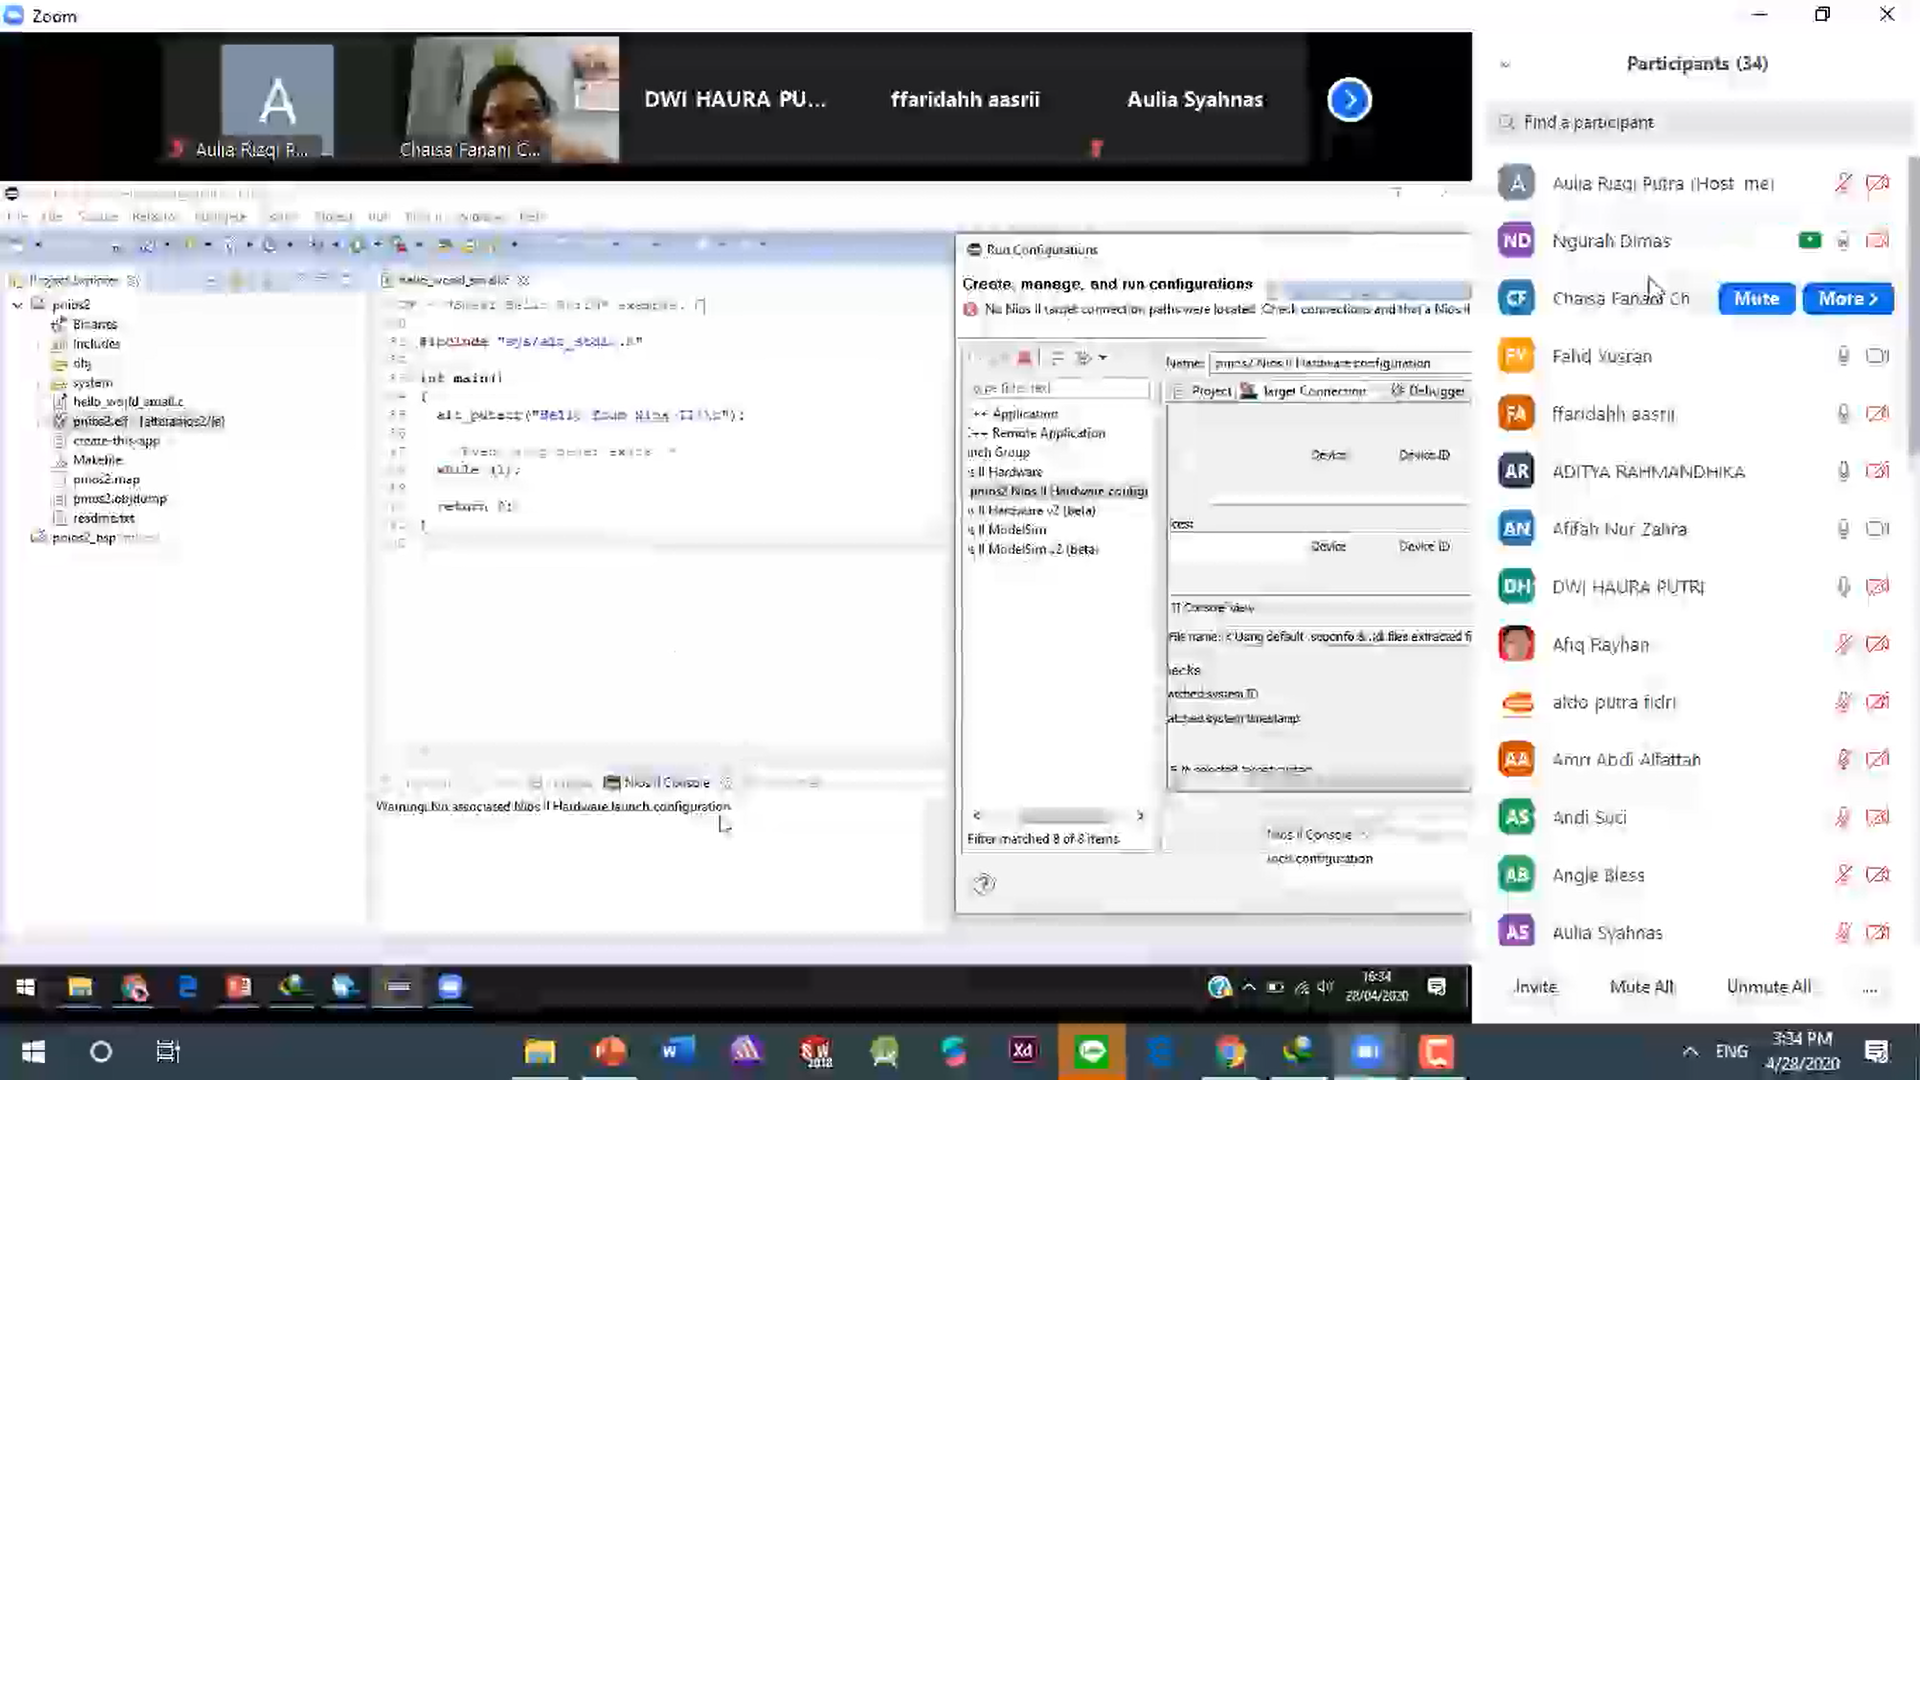 Zoom
A
Aulia Rizqi P...
Chaisa Fanani C...
DWI HAURA PU...
ffaridahh aasrii
Aulia Syahnas
Participants (34)
Find a participant
A Aulia Rizqi Putra (Host, me)
ND Ngurah Dimas
CF Chaisa Fanani Ch
Mute
More >
FY Fahd Yusran
FA ffaridahh aasrii
AR ADITYA RAHMANDHIKA
AN Afifah Nur Zahra
DH DWI HAURA PUTRI
Afiq Rayhan
aldo putra fidri
AA Amri Abdi Alfattah
AS Andi Suci
AB Angie Bless
AS Aulia Syahnas
Invite
Mute All
Unmute All
...
Project Explorer
pnios2
Binaries
Includes
obj
system
hello_world_small.c
pnios2.elf - [alteranios2/le]
create-this-app
Makefile
pnios2.map
pnios2.objdump
readme.txt
pnios2_bsp
hello_world_small.c
example.
#include "sys/alt_stdio.h"
int main()
{
alt_putstr("Hello from Nios II!\n");
while (1);
return 0;
}
Nios II Console
Warning: No associated Nios II Hardware launch configuration
Run Configurations
Create, manage, and run configurations
No Nios II target connection paths were located. Check connections and that a Nios II
Name: pnios2 Nios II Hardware configuration
type filter text
Project
Target Connection
Debugger
++ Application
++ Remote Application
nch Group
s II Hardware
pnios2 Nios II Hardware configu
s II Hardware v2 (beta)
s II ModelSim
s II ModelSim v2 (beta)
Device
Device ID
ces:
Device
Device ID
II Console view
File name: < Using default .sopcinfo & .jdi files extracted f
ecks
atched system ID
atched system timestamp
Filter matched 8 of 8 items
Nios II Console
nch configuration
16:34
28/04/2020
ENG
3:34 PM
4/28/2020